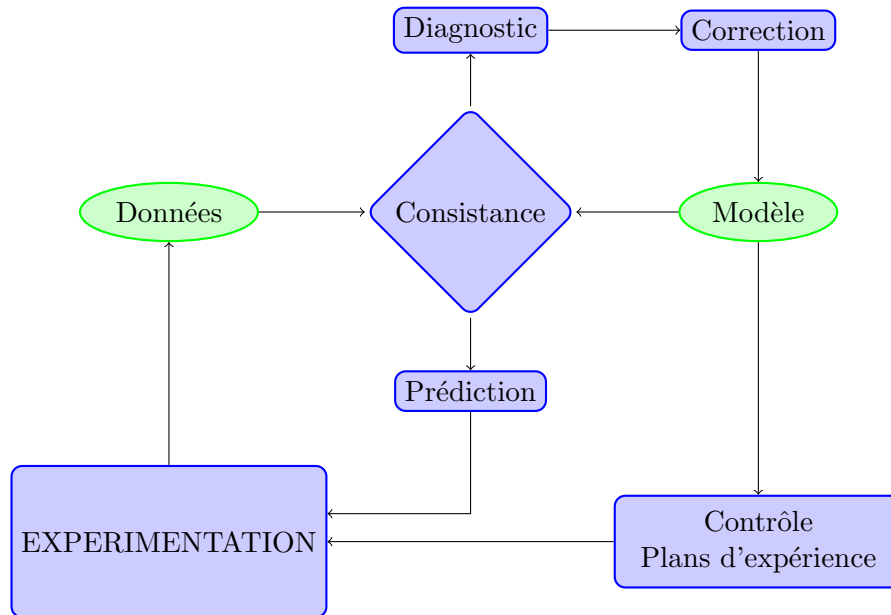 Diagnostic
Correction
Données
Consistance
Modèle
Prédiction
EXPERIMENTATION
Contrôle
Plans d'expérience